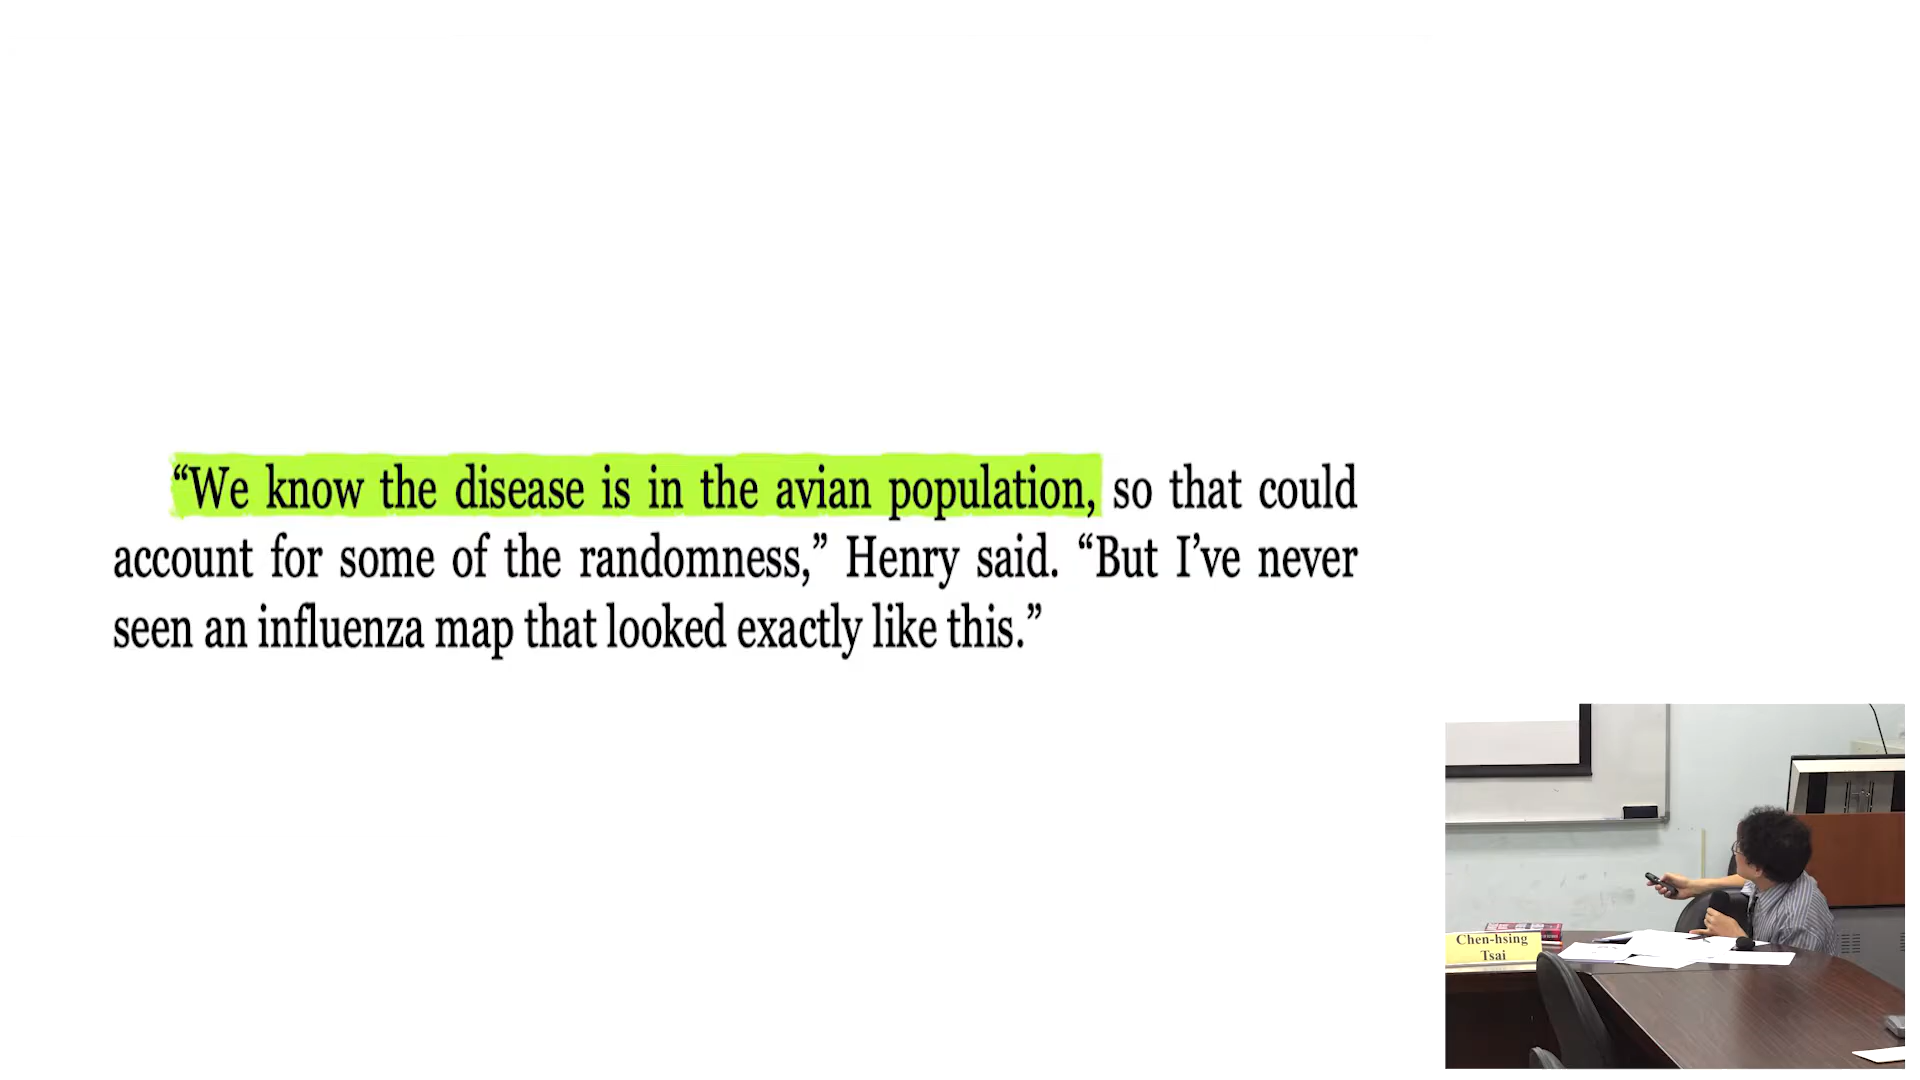 “We know the disease is in the avian population, so that could
account for some of the randomness,” Henry said. “But I’ve never
seen an influenza map that looked exactly like this.”
Chen-hsing
Tsai